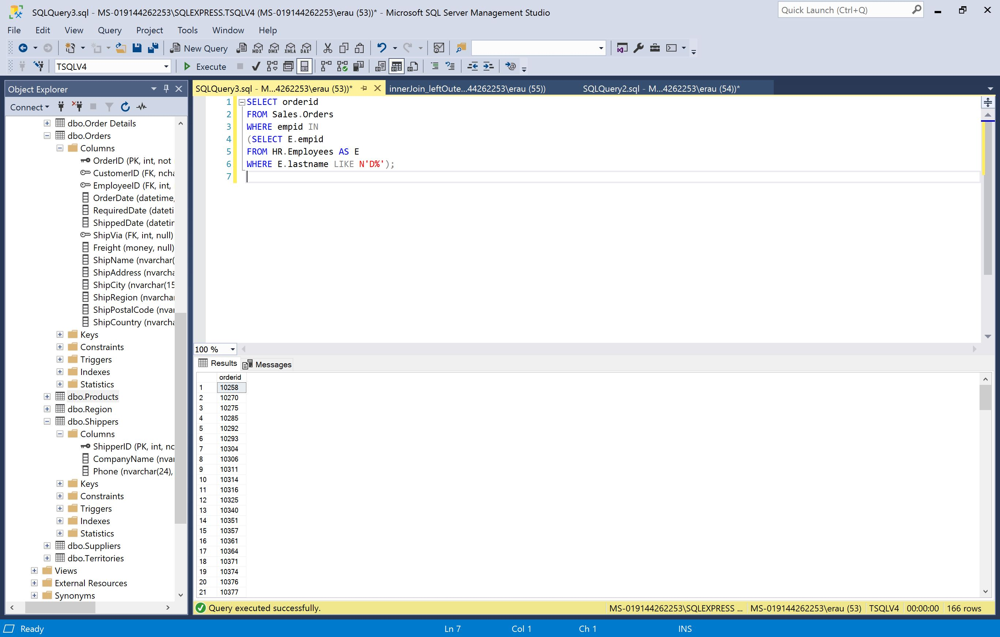 SQLQuery3.sql - MS-019144262253\SQLEXPRESS.TSQLV4 (MS-019144262253\erau (53))* - Microsoft SQL Server Management Studio
Quick Launch (Ctrl+Q)
File Edit View Query Project Tools Window Help
New Query MDX DMX XMLA DAX
TSQLV4 Execute
Object Explorer
Connect
dbo.Order Details
dbo.Orders
Columns
OrderID (PK, int, not
CustomerID (FK, ncha
EmployeeID (FK, int,
OrderDate (datetime,
RequiredDate (dateti
ShippedDate (datetim
ShipVia (FK, int, null)
Freight (money, null)
ShipName (nvarchar(
ShipAddress (nvarcha
ShipCity (nvarchar(15
ShipRegion (nvarchar
ShipPostalCode (nvar
ShipCountry (nvarcha
Keys
Constraints
Triggers
Indexes
Statistics
dbo.Products
dbo.Region
dbo.Shippers
Columns
ShipperID (PK, int, no
CompanyName (nvar
Phone (nvarchar(24),
Keys
Constraints
Triggers
Indexes
Statistics
dbo.Suppliers
dbo.Territories
Views
External Resources
Synonyms
SQLQuery3.sql - M...4262253\erau (53))* innerJoin_leftOute...44262253\erau (55)) SQLQuery2.sql - M...4262253\erau (54))*
1 SELECT orderid
2 FROM Sales.Orders
3 WHERE empid IN
4 (SELECT E.empid
5 FROM HR.Employees AS E
6 WHERE E.lastname LIKE N'D%');
7
100 %
Results Messages
orderid
1 10258
2 10270
3 10275
4 10285
5 10292
6 10293
7 10304
8 10306
9 10311
10 10314
11 10316
12 10325
13 10340
14 10351
15 10357
16 10361
17 10364
18 10371
19 10374
20 10376
21 10377
Query executed successfully. MS-019144262253\SQLEXPRESS ... MS-019144262253\erau (53) TSQLV4 00:00:00 166 rows
Ready Ln 7 Col 1 Ch 1 INS